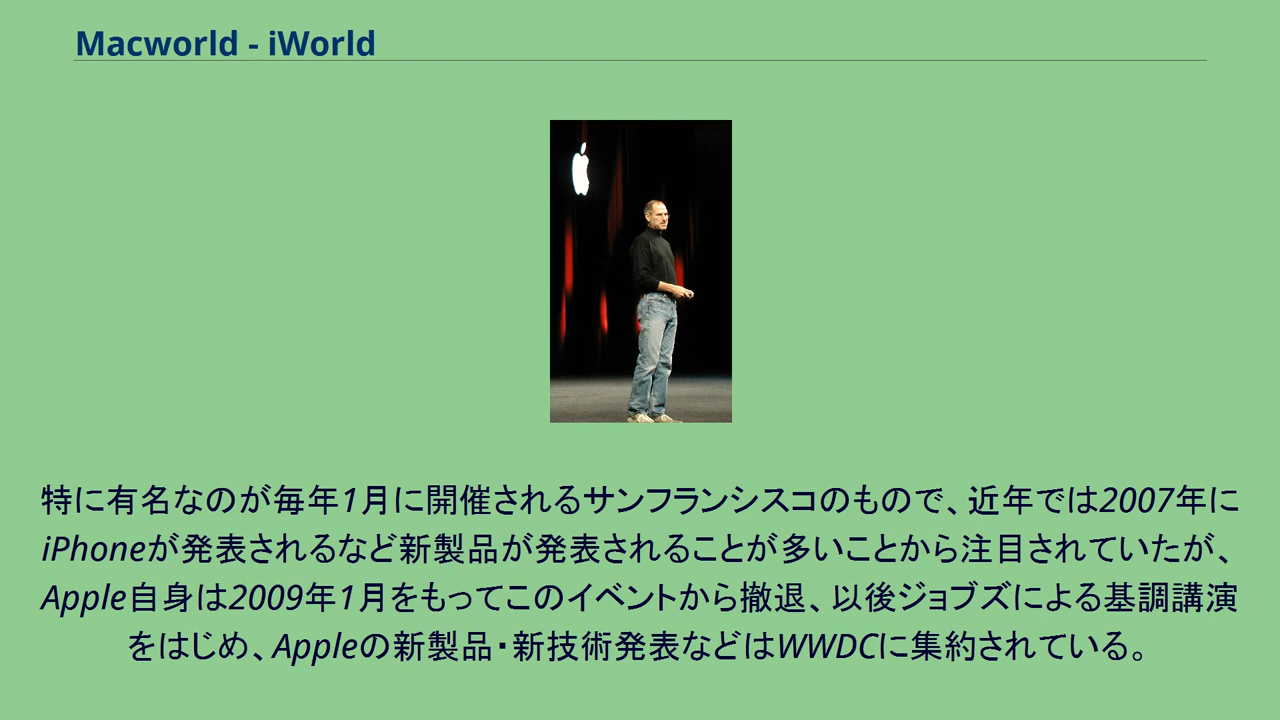 Macworld - iWorld
特に有名なのが毎年1月に開催されるサンフランシスコのもので、近年では2007年に
iPhoneが発表されるなど新製品が発表されることが多いことから注目されていたが、
Apple自身は2009年1月をもってこのイベントから撤退、以後ジョブズによる基調講演
をはじめ、Appleの新製品・新技術発表などはWWDCに集約されている。